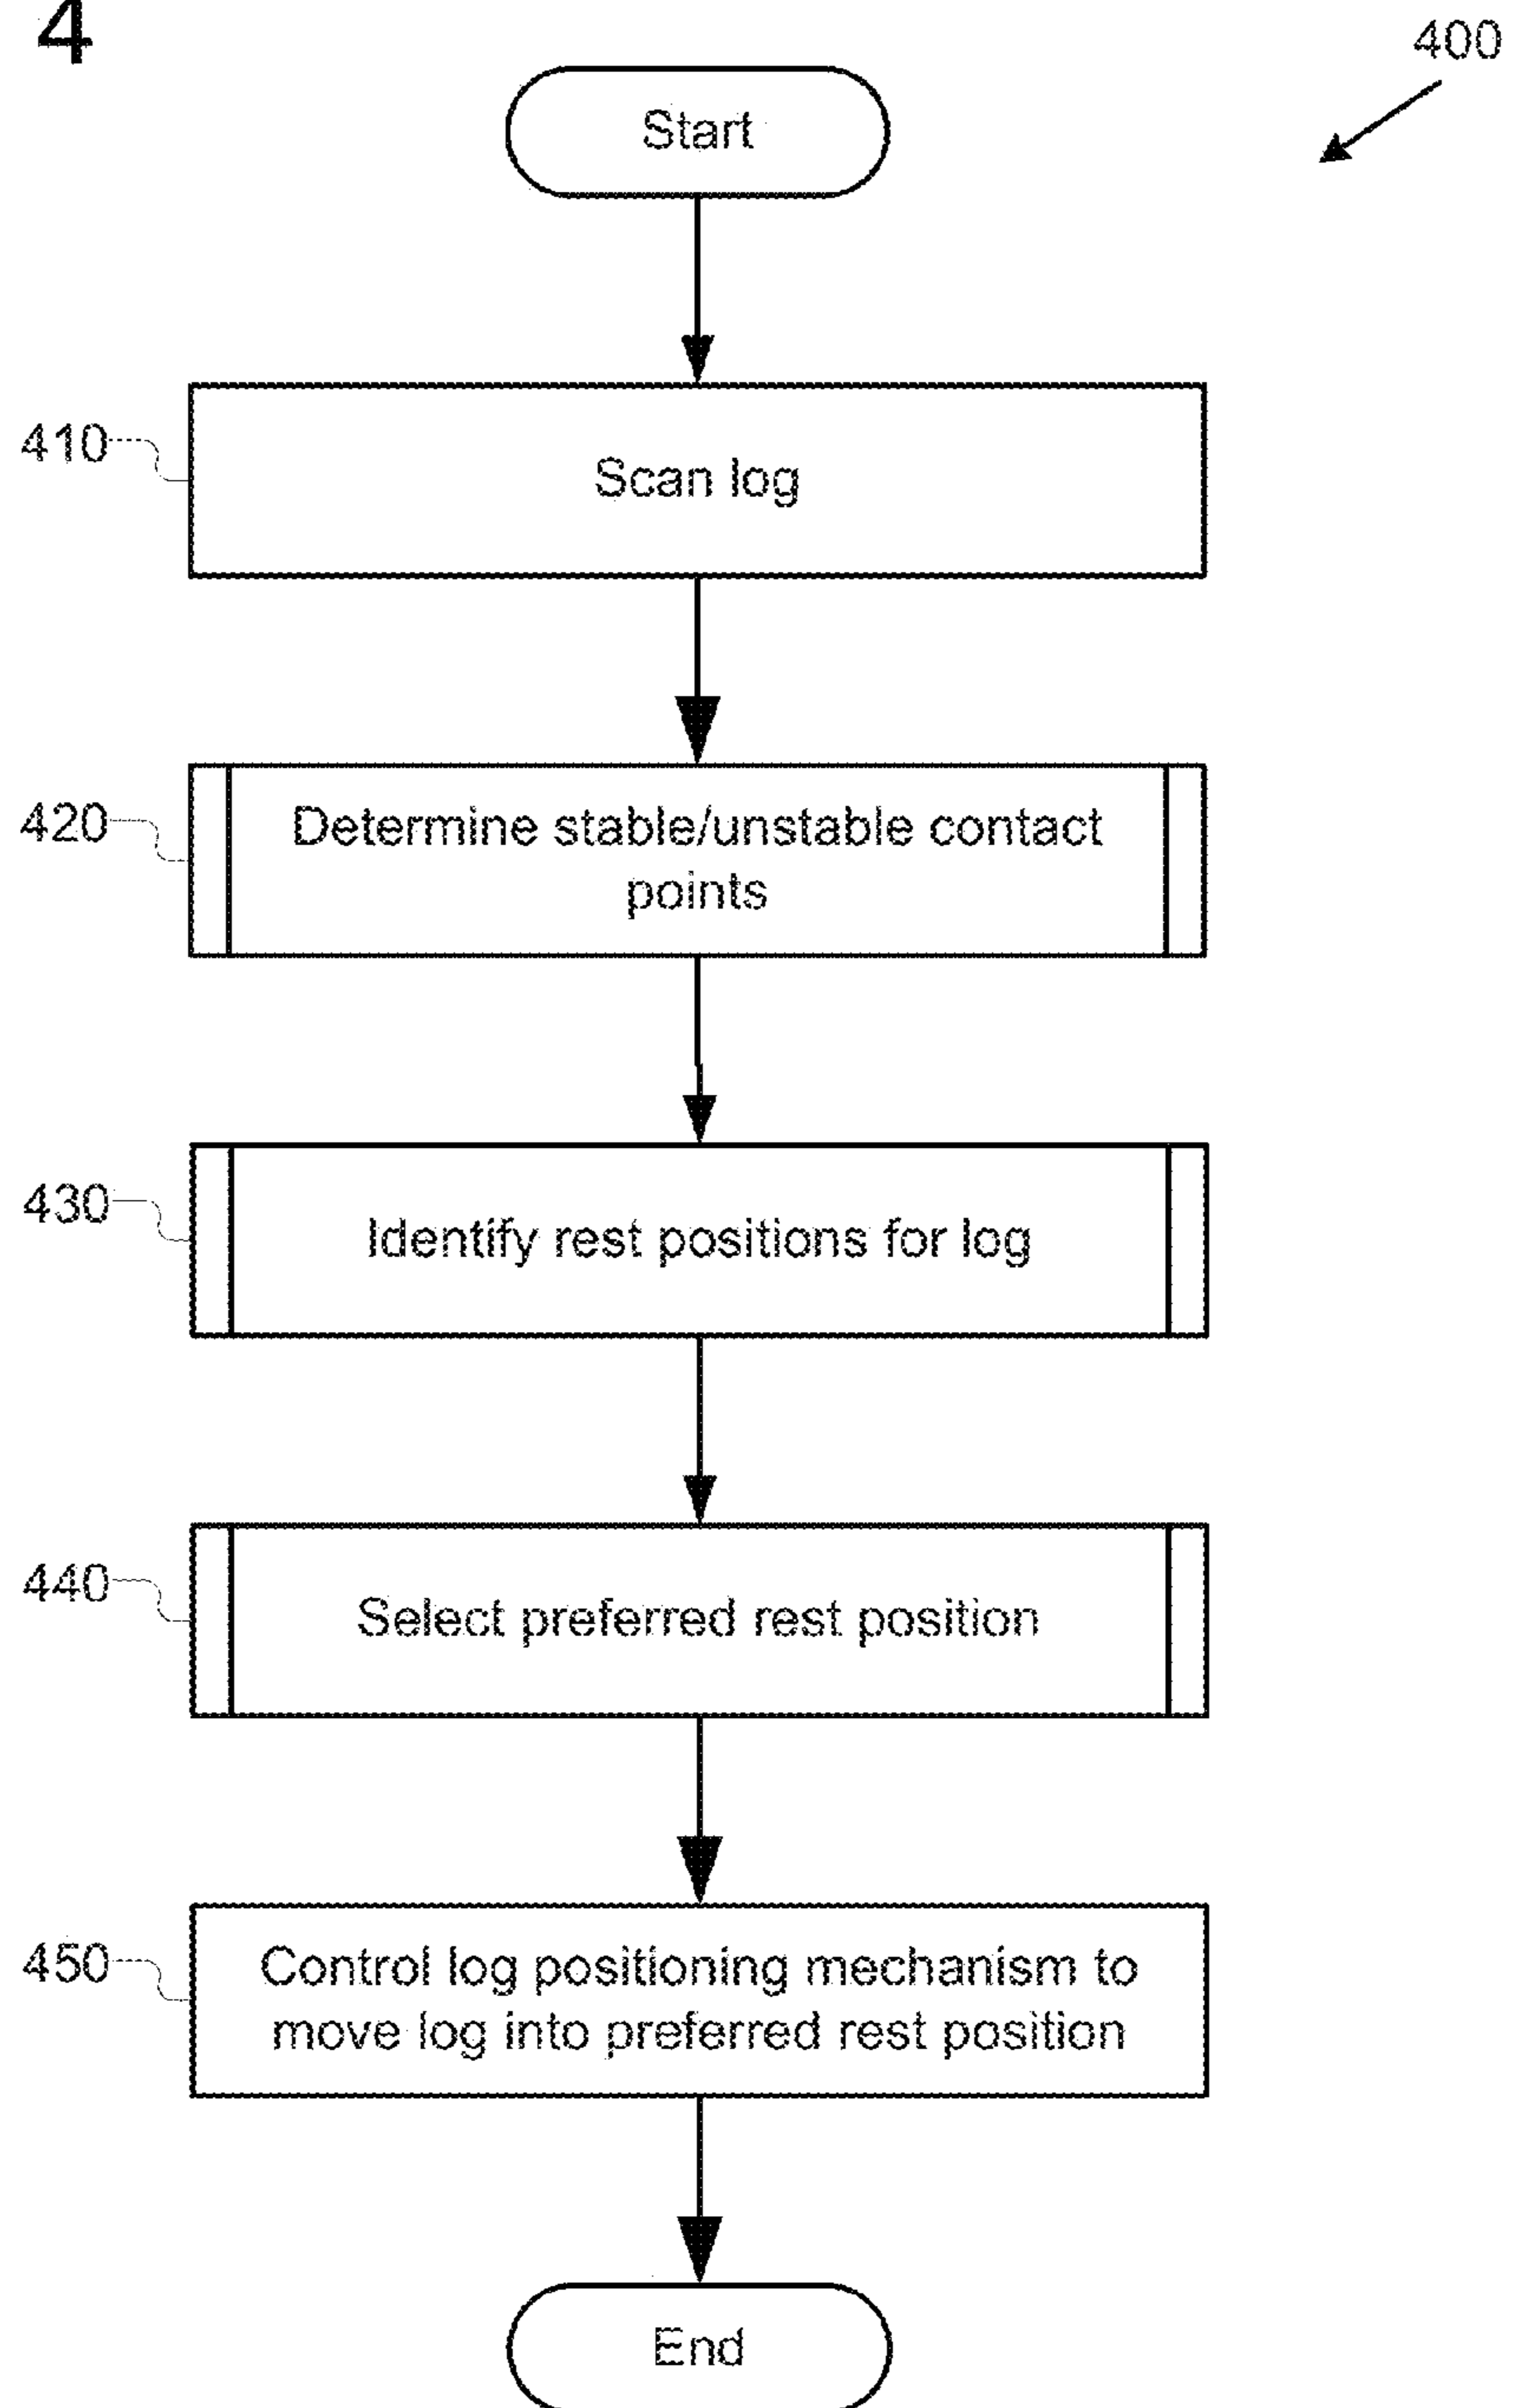 4
400
Start
410
Scan log
420
Determine stable/unstable contact
points
430
Identify rest positions for log
440
Select preferred rest position
450
Control log positioning mechanism to
move log into preferred rest position
End